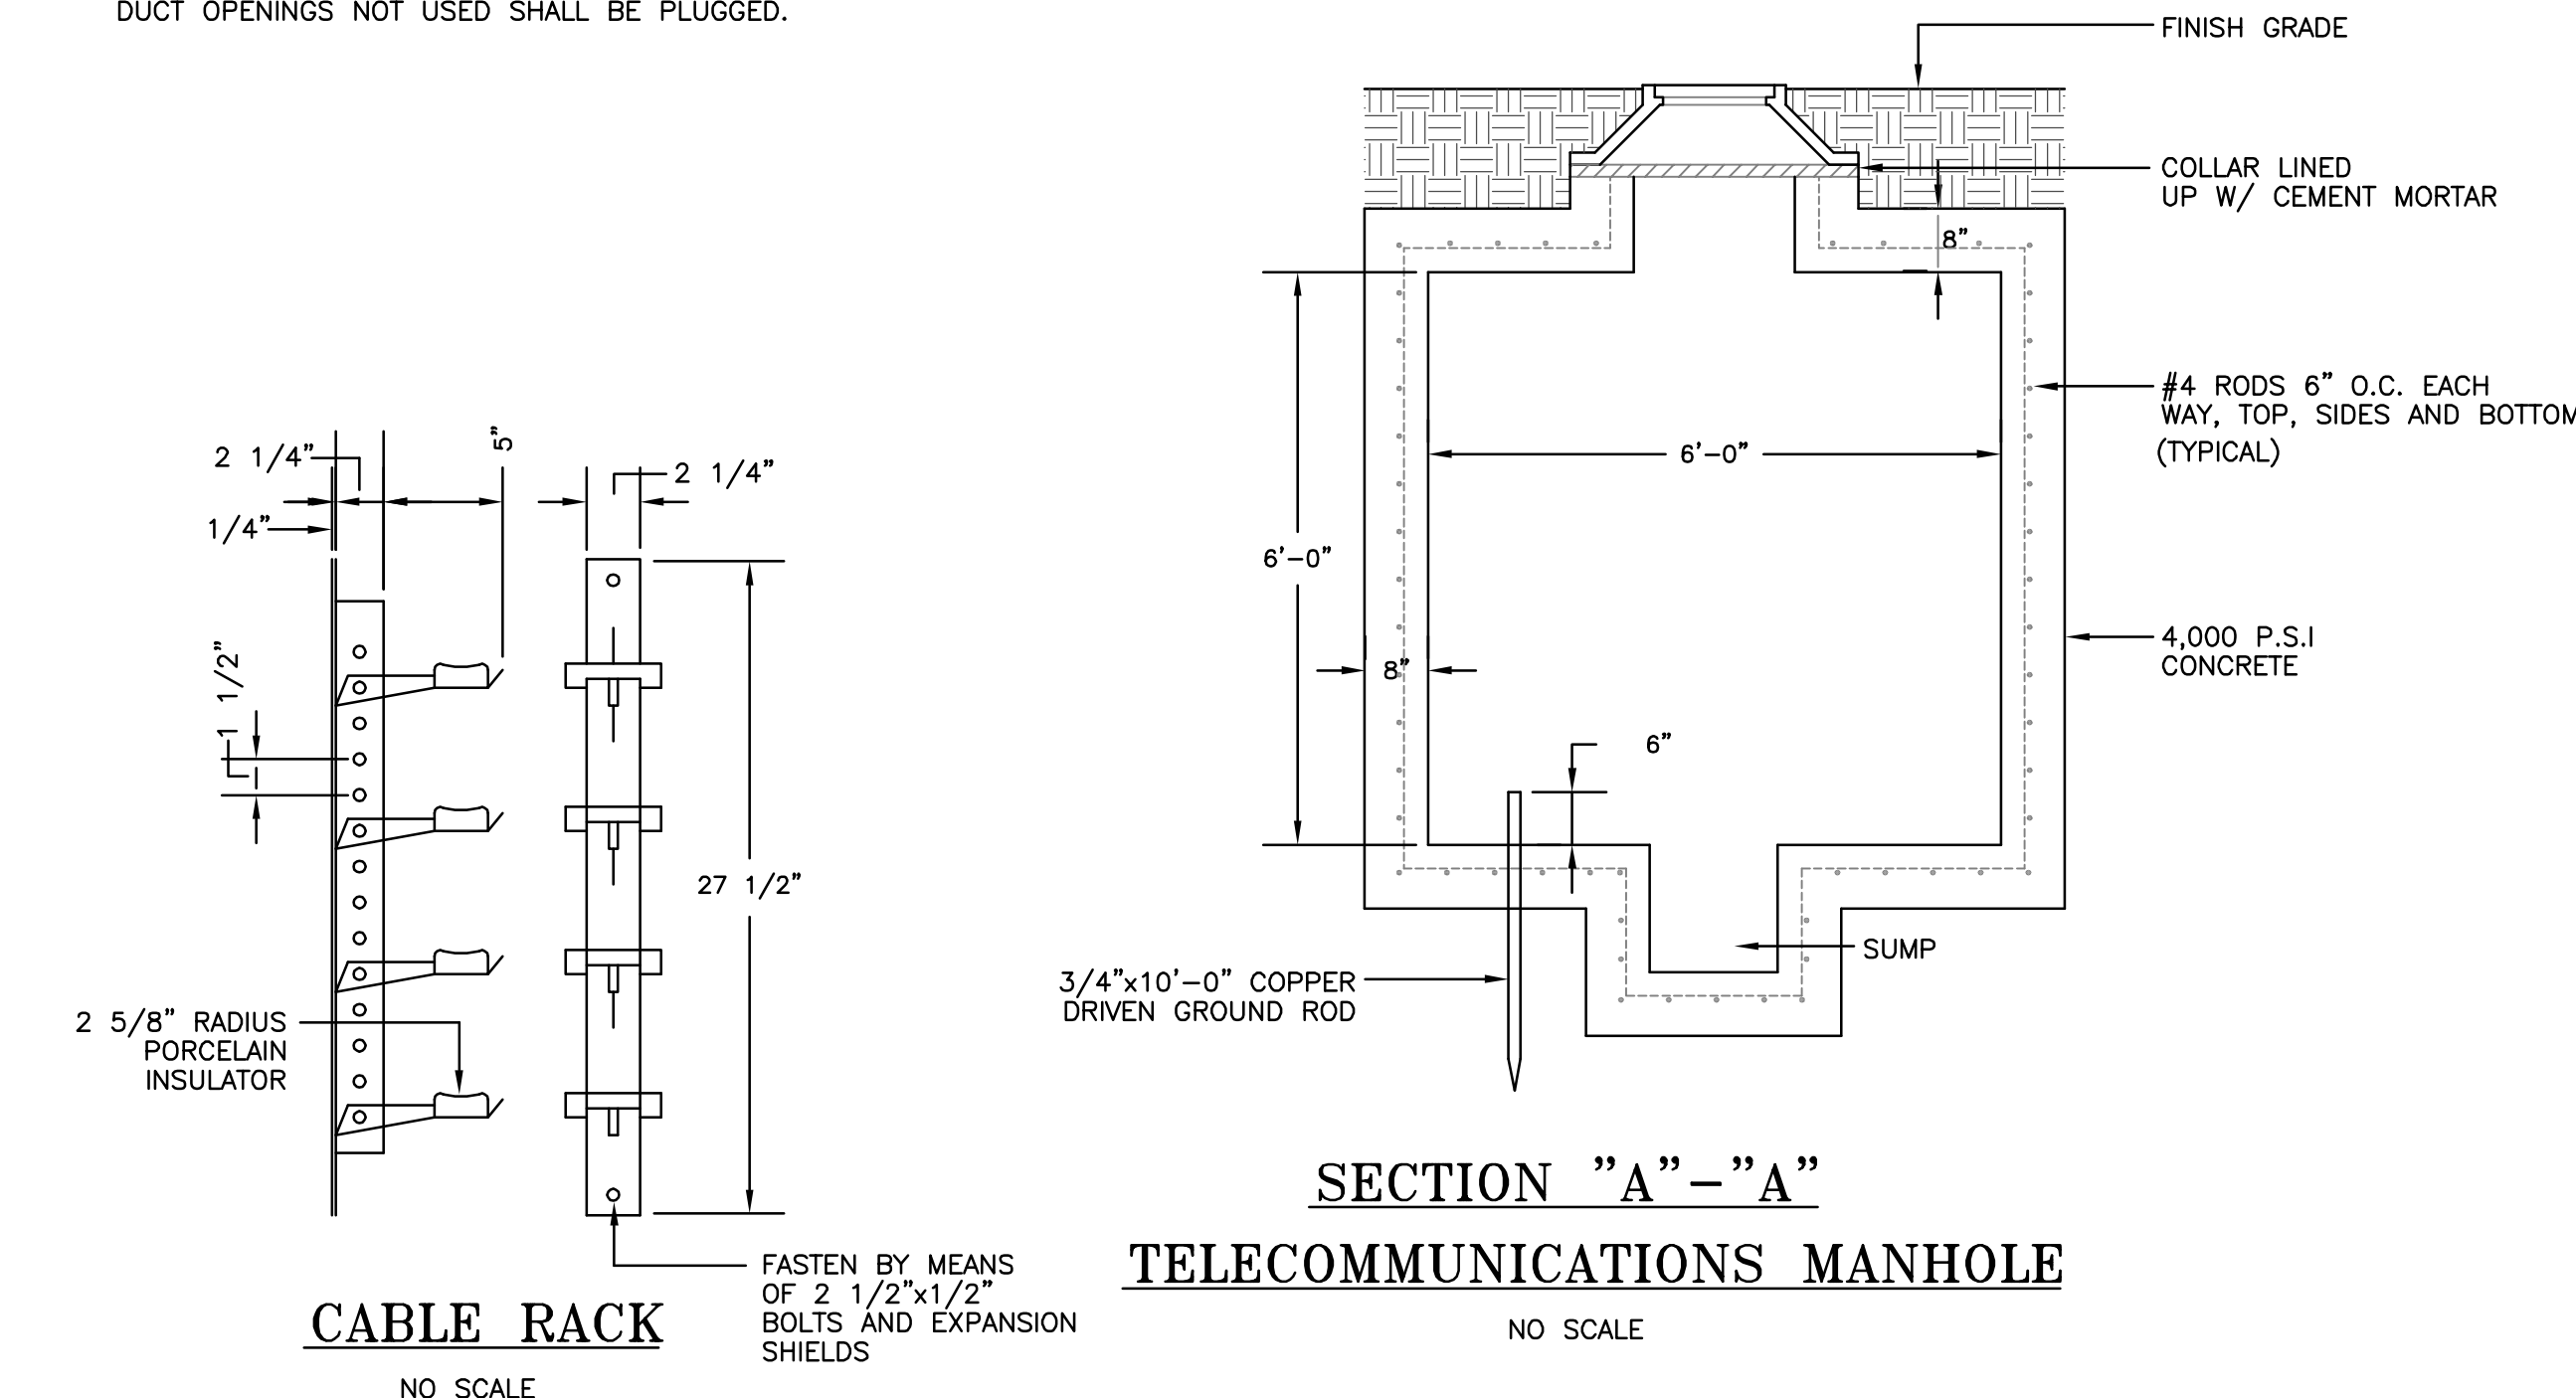 DUCT OPENINGS NOT USED SHALL BE PLUGGED.
2 1/4"
5"
2 1/4"
1/4"
1 1/2"
27 1/2"
2 5/8" RADIUS
PORCELAIN
INSULATOR
FASTEN BY MEANS
OF 2 1/2"x1/2"
BOLTS AND EXPANSION
SHIELDS
CABLE RACK
NO SCALE
FINISH GRADE
COLLAR LINED
UP W/ CEMENT MORTAR
8"
#4 RODS 6" O.C. EACH
WAY, TOP, SIDES AND BOTTOM
(TYPICAL)
6'-0"
6'-0"
4,000 P.S.I
CONCRETE
8"
6"
SUMP
3/4"x10'-0" COPPER
DRIVEN GROUND ROD
SECTION "A"-"A"
TELECOMMUNICATIONS MANHOLE
NO SCALE